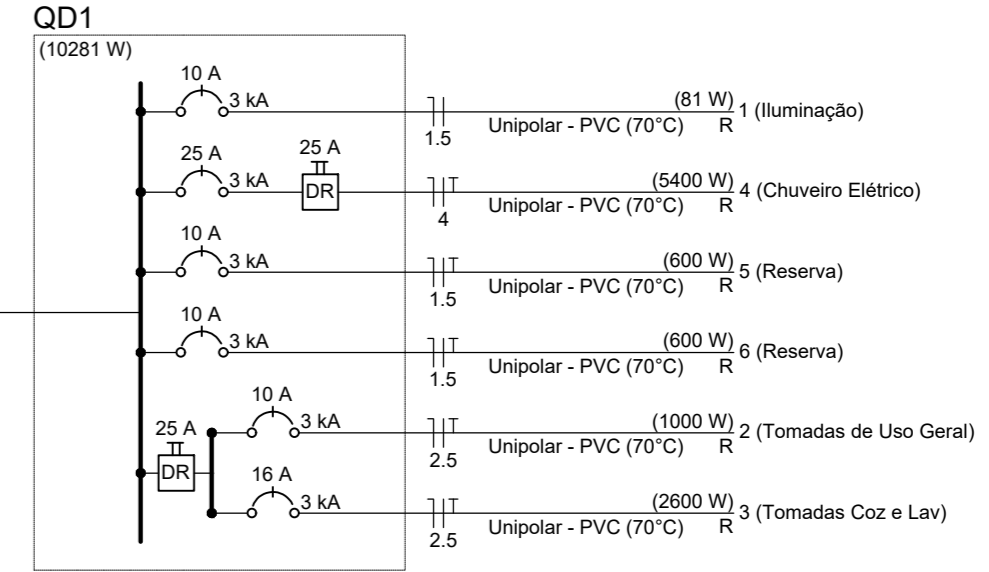 QD1
(10281 W)
10 A
3 kA
1.5
(81 W)
Unipolar - PVC (70°C) R
1 (Iluminação)
25 A
3 kA
25 A
DR
4
(5400 W)
Unipolar - PVC (70°C) R
4 (Chuveiro Elétrico)
10 A
3 kA
1.5
(600 W)
Unipolar - PVC (70°C) R
5 (Reserva)
10 A
3 kA
1.5
(600 W)
Unipolar - PVC (70°C) R
6 (Reserva)
25 A
DR
10 A
3 kA
2.5
(1000 W)
Unipolar - PVC (70°C) R
2 (Tomadas de Uso Geral)
16 A
3 kA
2.5
(2600 W)
Unipolar - PVC (70°C) R
3 (Tomadas Coz e Lav)